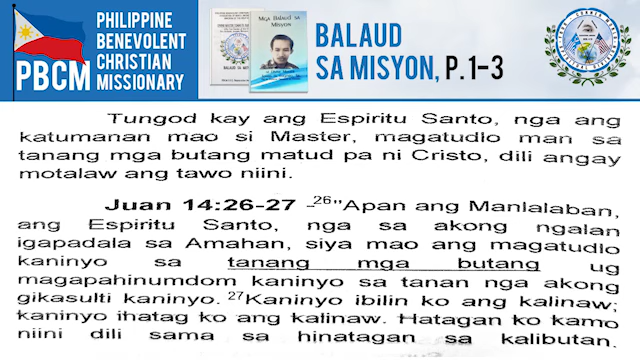 PBCM
PHILIPPINE
BENEVOLENT
CHRISTIAN
MISSIONARY
MGA BALAUD SA
MISYON
BALAUD
SA MISYON, P.1-3
Tungod kay ang Espiritu Santo, nga ang
katumanan mao si Master, magatudlo man sa
tanang mga butang matud pa ni Cristo, dili angay
motalaw ang tawo niini.
Juan 14:26-27 - 26"Apan ang Manlalaban,
ang Espiritu Santo, nga sa akong ngalan
igapadala sa Amahan, siya mao ang magatudlo
kaninyo sa tanang mga butang ug
magapahinumdom kaninyo sa tanan nga akong
gikasulti kaninyo. 27Kaninyo ibilin ko ang kalinaw;
kaninyo ihatag ko ang kalinaw. Hatagan ko kamo
niini dili sama sa hinatagan sa kalibutan.